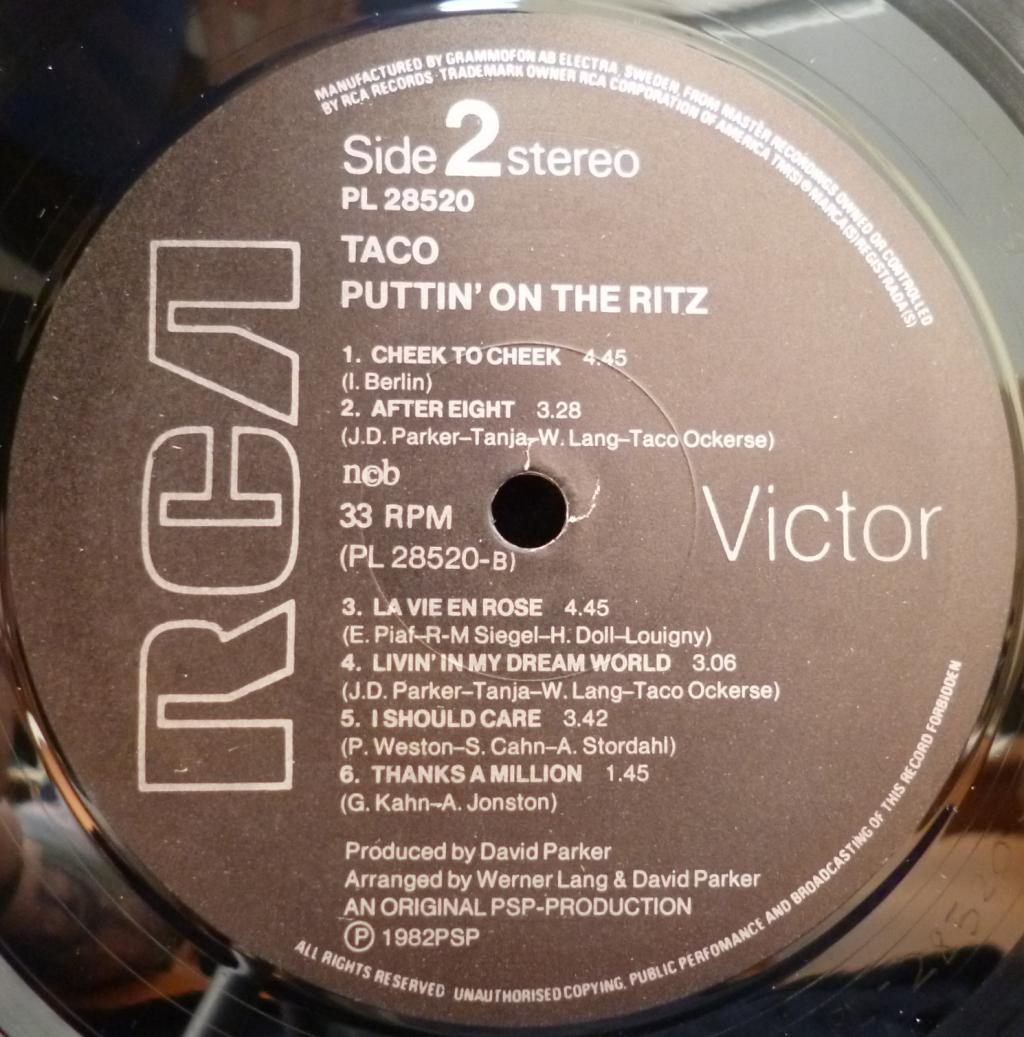 MANUFACTURED BY GRAMMOFON AB ELECTRA, SWEDEN, FROM MASTER RECORDINGS OWNED OR CONTROLLED
BY RCA RECORDS · TRADEMARK OWNER RCA CORPORATION OF AMERICA TM(S) ® MARCA(S) REGISTRADA(S)
Side 2 stereo
PL 28520
TACO
PUTTIN' ON THE RITZ
1. CHEEK TO CHEEK 4.45
(I. Berlin)
2. AFTER EIGHT 3.28
(J.D. Parker–Tanja–W. Lang–Taco Ockerse)
ncb
33 RPM
(PL 28520-B)
RCA
Victor
3. LA VIE EN ROSE 4.45
(E. Piaf–R-M Siegel–H. Doll–Louigny)
4. LIVIN' IN MY DREAM WORLD 3.06
(J.D. Parker–Tanja–W. Lang–Taco Ockerse)
5. I SHOULD CARE 3.42
(P. Weston–S. Cahn–A. Stordahl)
6. THANKS A MILLION 1.45
(G. Kahn–A. Jonston)
Produced by David Parker
Arranged by Werner Lang & David Parker
AN ORIGINAL PSP-PRODUCTION
Ⓟ 1982PSP
ALL RIGHTS RESERVED UNAUTHORISED COPYING, PUBLIC PERFOMANCE AND BROADCASTING OF THIS RECORD FORBIDDEN